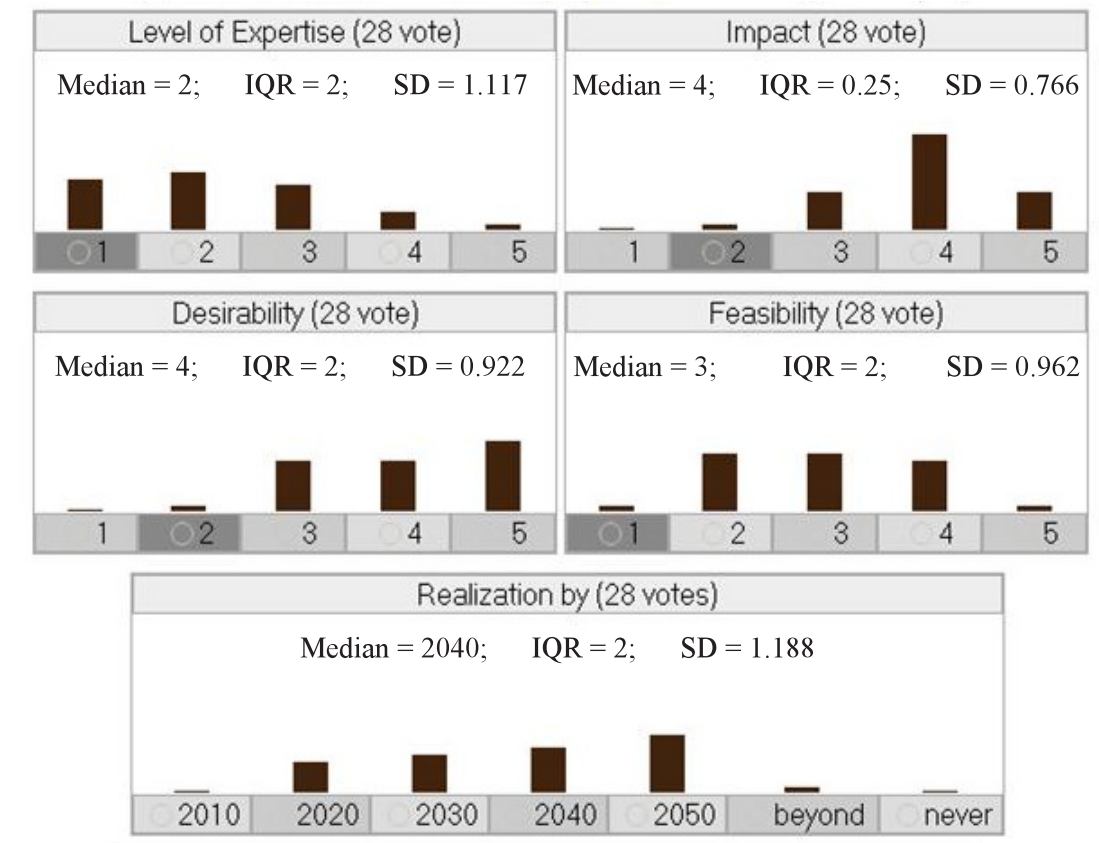 Level of Expertise (28 vote)
Median = 2; IQR = 2; SD = 1.117
1 2 3 4 5
Impact (28 vote)
Median = 4; IQR = 0.25; SD = 0.766
1 2 3 4 5
Desirability (28 vote)
Median = 4; IQR = 2; SD = 0.922
1 2 3 4 5
Feasibility (28 vote)
Median = 3; IQR = 2; SD = 0.962
1 2 3 4 5
Realization by (28 votes)
Median = 2040; IQR = 2; SD = 1.188
2010 2020 2030 2040 2050 beyond never